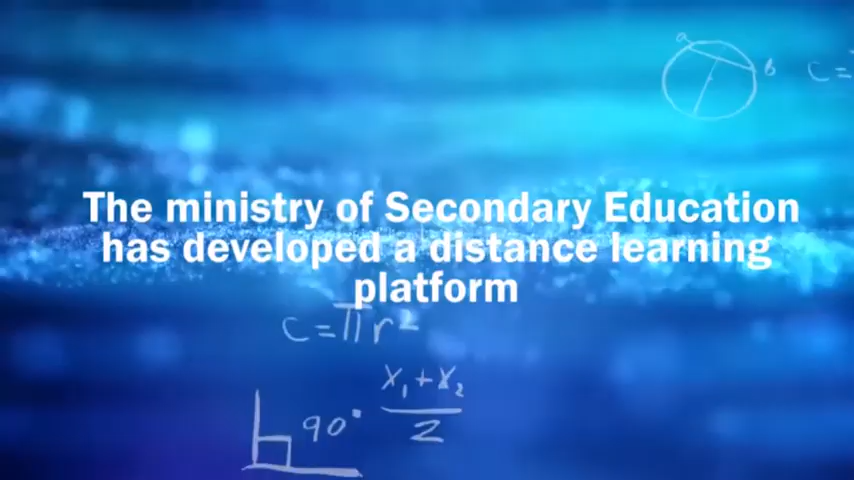 a
b
c=
The ministry of Secondary Education
has developed a distance learning
platform
c=πr²
x₁+x₂
90°
2